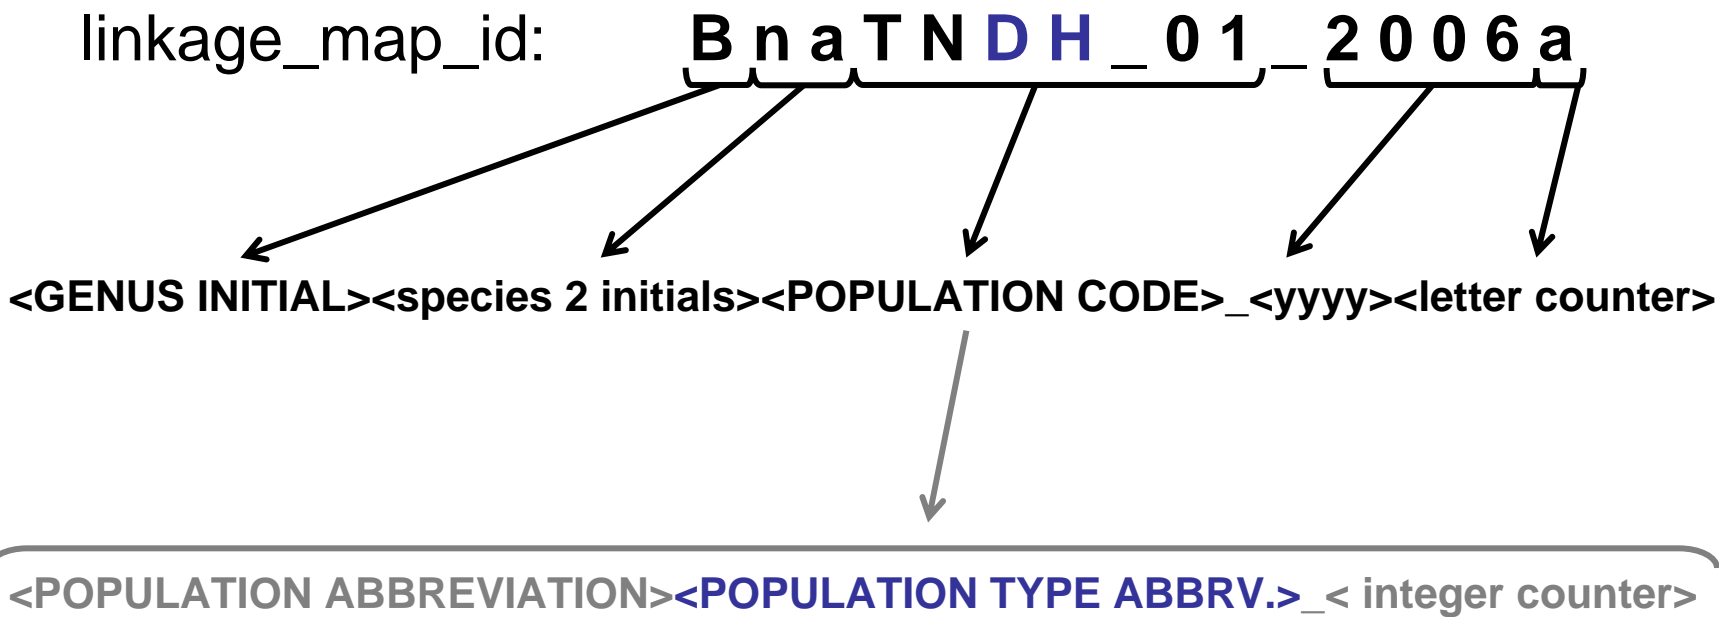 linkage_map_id: BnaTNDH_01_2006a
<GENUS INITIAL><species 2 initials><POPULATION CODE>_<yyyy><letter counter>
<POPULATION ABBREVIATION><POPULATION TYPE ABBRV.>_< integer counter>